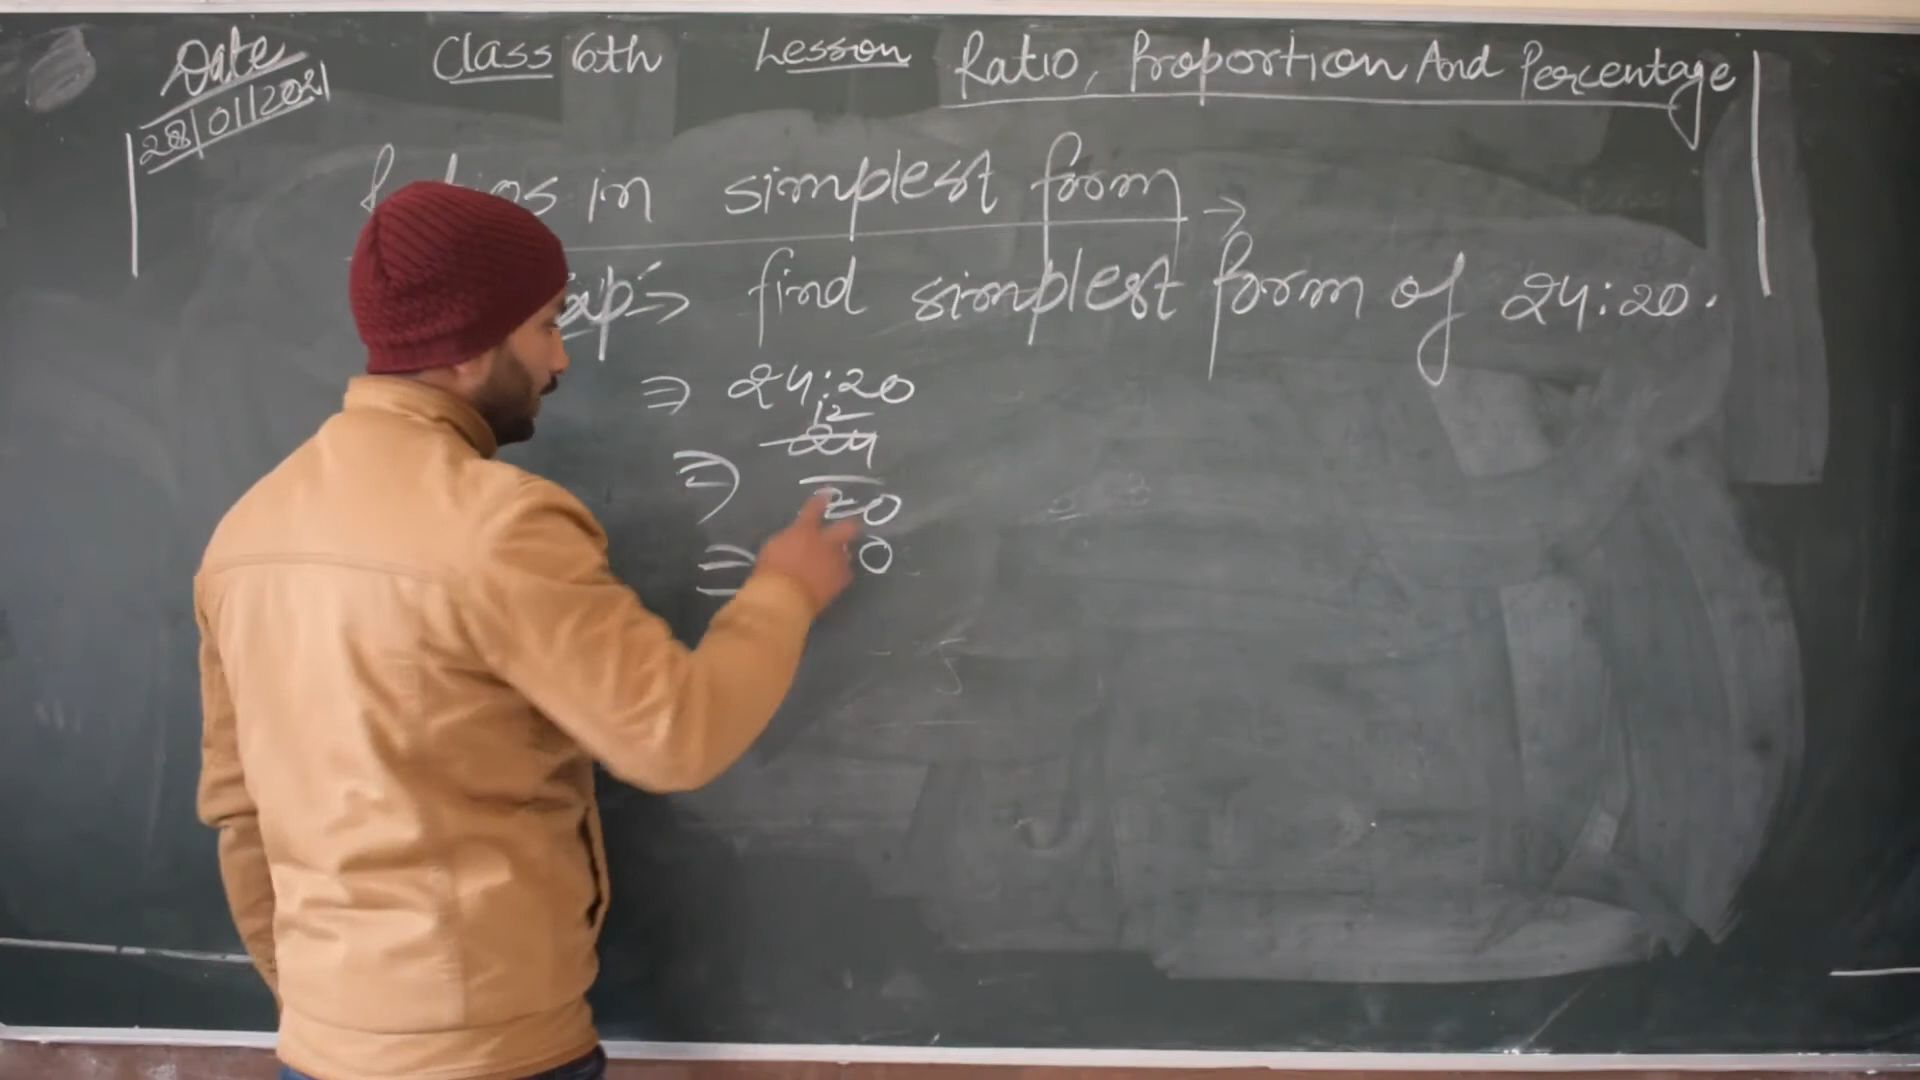 Date Class 6th Lesson Ratio, Proportion And Percentage
28/01/2021
in simplest form →
⇒ find simplest form of 24:20.
⇒ 24:20
12
⇒ 24
20
0